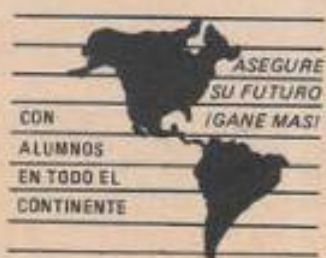 ASEGURE
SU FUTURO
¡GANE MAS!
CON
ALUMNOS
EN TODO EL
CONTINENTE